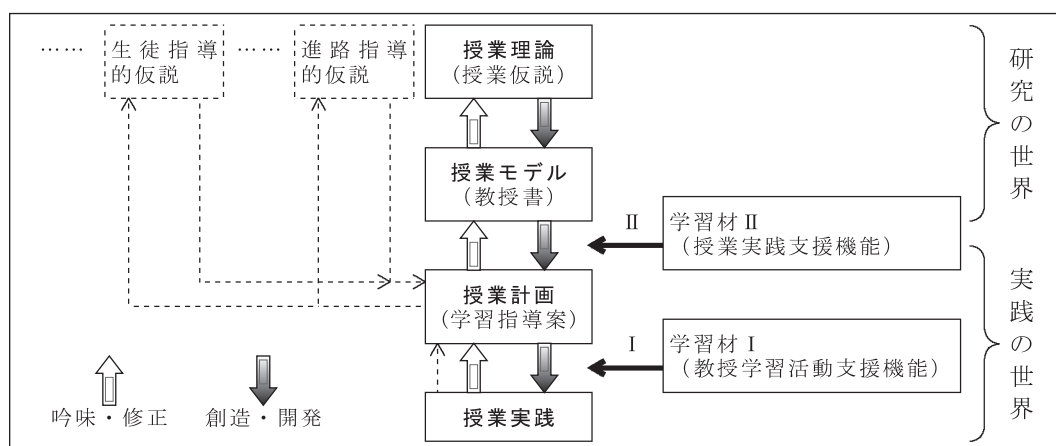 …… 生徒指導 …… 進路指導 授業理論
的仮説 的仮説 (授業仮説)
研究の世界
授業モデル
(教授書)
Ⅱ 学習材Ⅱ
(授業実践支援機能)
授業計画
(学習指導案)
実践の世界
Ⅰ 学習材Ⅰ
(教授学習活動支援機能)
吟味・修正 創造・開発 授業実践